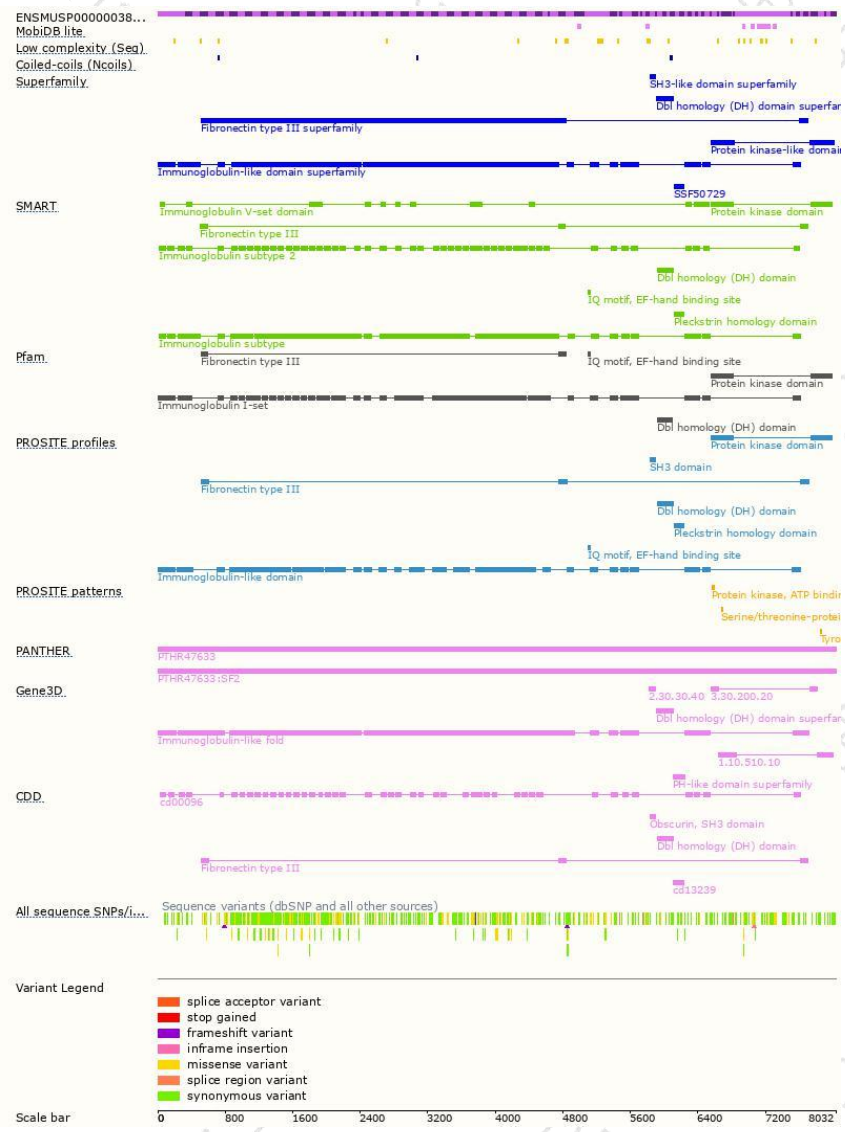 ENSMUSP00000038...
MobiDB lite
Low complexity (Seg)
Coiled-coils (Ncoils)
Superfamily
SH3-like domain superfamily
Dbl homology (DH) domain superfar
Fibronectin type III superfamily
Protein kinase-like domai
Immunoglobulin-like domain superfamily
SSF50729
SMART
Immunoglobulin V-set domain Protein kinase domain
Fibronectin type III
Immunoglobulin subtype 2
Dbl homology (DH) domain
IQ motif, EF-hand binding site
Pleckstrin homology domain
Immunoglobulin subtype
Pfam
Fibronectin type III IQ motif, EF-hand binding site
Protein kinase domain
Immunoglobulin I-set
Dbl homology (DH) domain
PROSITE profiles
Protein kinase domain
SH3 domain
Fibronectin type III
Dbl homology (DH) domain
Pleckstrin homology domain
IQ motif, EF-hand binding site
Immunoglobulin-like domain
PROSITE patterns
Protein kinase, ATP bindir
Serine/threonine-protei
Tyro
PANTHER
PTHR47633
PTHR47633:SF2
Gene3D
2.30.30.40 3.30.200.20
Dbl homology (DH) domain superfar
Immunoglobulin-like fold
1.10.510.10
PH-like domain superfamily
CDD
cd00096
Obscurin, SH3 domain
Dbl homology (DH) domain
Fibronectin type III
cd13239
Sequence variants (dbSNP and all other sources)
All sequence SNPs/i...
Variant Legend
splice acceptor variant
stop gained
frameshift variant
inframe insertion
missense variant
splice region variant
synonymous variant
Scale bar 0 800 1600 2400 3200 4000 4800 5600 6400 7200 8032